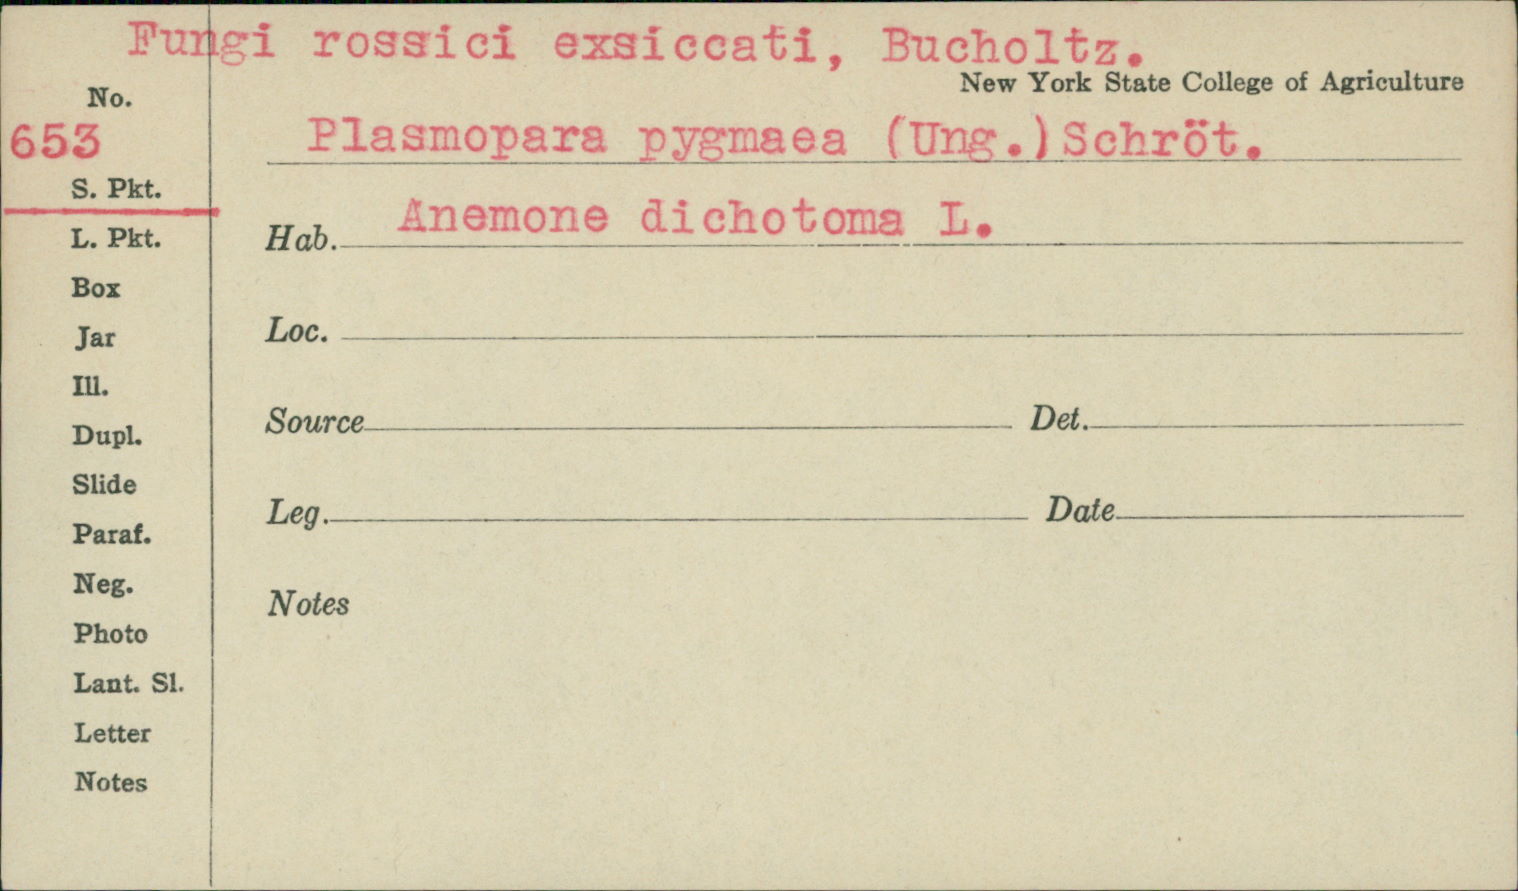 Fungi rossici exsiccati, Bucholtz.
New York State College of Agriculture
No.
653
Plasmopara pygmaea (Ung.) Schröt.
S. Pkt.
Hab. Anemone dichotoma L.
L. Pkt.
Box
Loc.
Jar
Ill.
Source Det.
Dupl.
Slide
Leg. Date
Paraf.
Neg.
Notes
Photo
Lant. Sl.
Letter
Notes